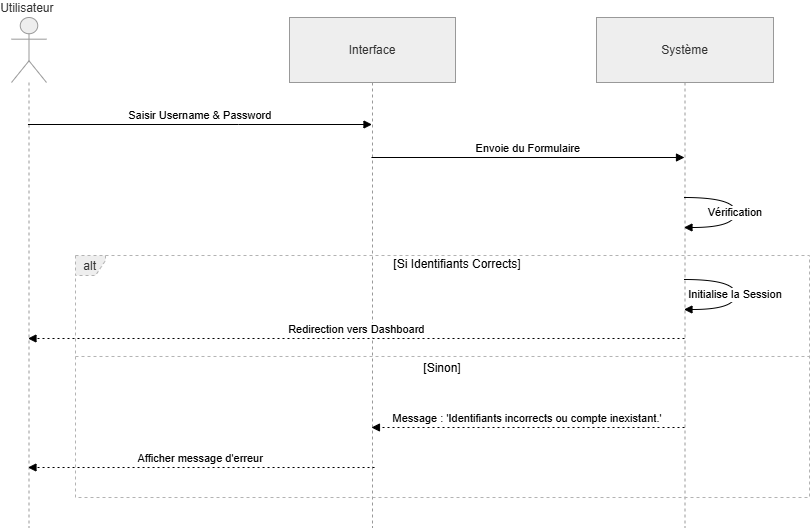 Utilisateur
Interface
Système
Saisir Username & Password
Envoie du Formulaire
Vérification
alt
[Si Identifiants Corrects]
Initialise la Session
Redirection vers Dashboard
[Sinon]
Message : 'Identifiants incorrects ou compte inexistant.'
Afficher message d'erreur